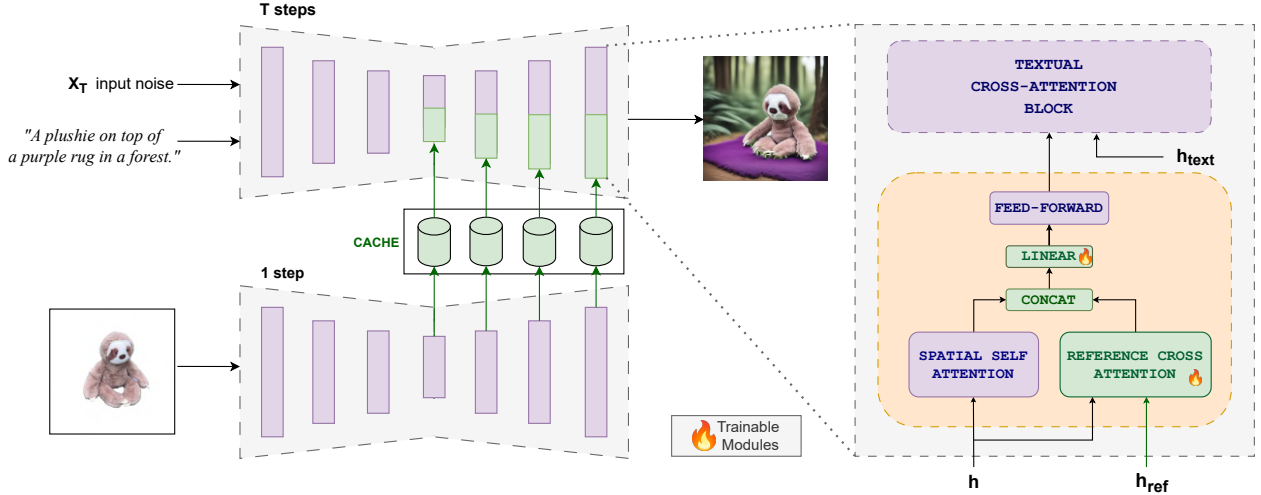 T steps
X_T input noise
"A plushie on top of
a purple rug in a forest."
CACHE
1 step
Trainable
Modules
TEXTUAL
CROSS-ATTENTION
BLOCK
h_text
FEED-FORWARD
LINEAR
CONCAT
SPATIAL SELF
ATTENTION
REFERENCE CROSS
ATTENTION
h
h_ref